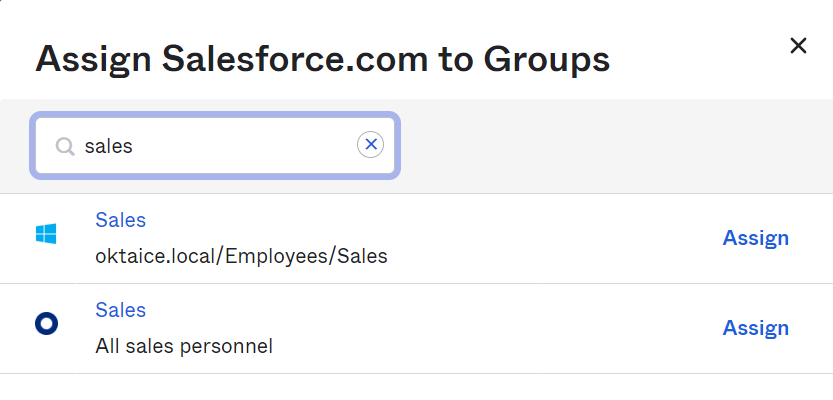 Assign Salesforce.com to Groups
sales
Sales
oktaice.local/Employees/Sales
Assign
Sales
All sales personnel
Assign